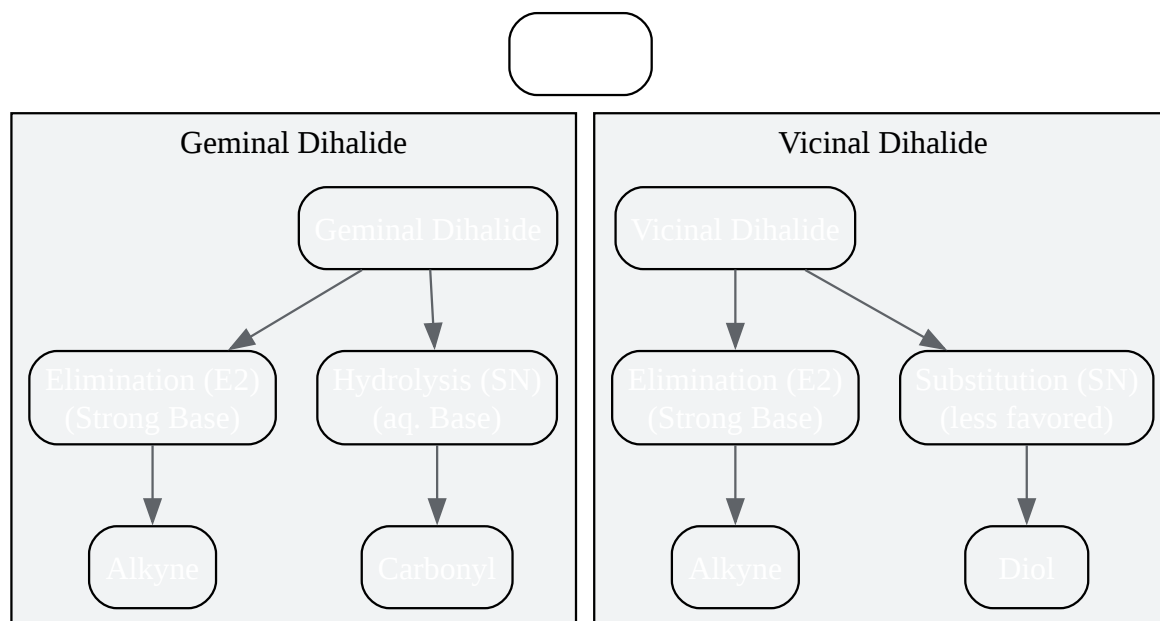 Geminal Dihalide
Geminal Dihalide
Elimination (E2)
(Strong Base)
Hydrolysis (SN)
(aq. Base)
Alkyne
Carbonyl
Vicinal Dihalide
Vicinal Dihalide
Elimination (E2)
(Strong Base)
Substitution (SN)
(less favored)
Alkyne
Diol